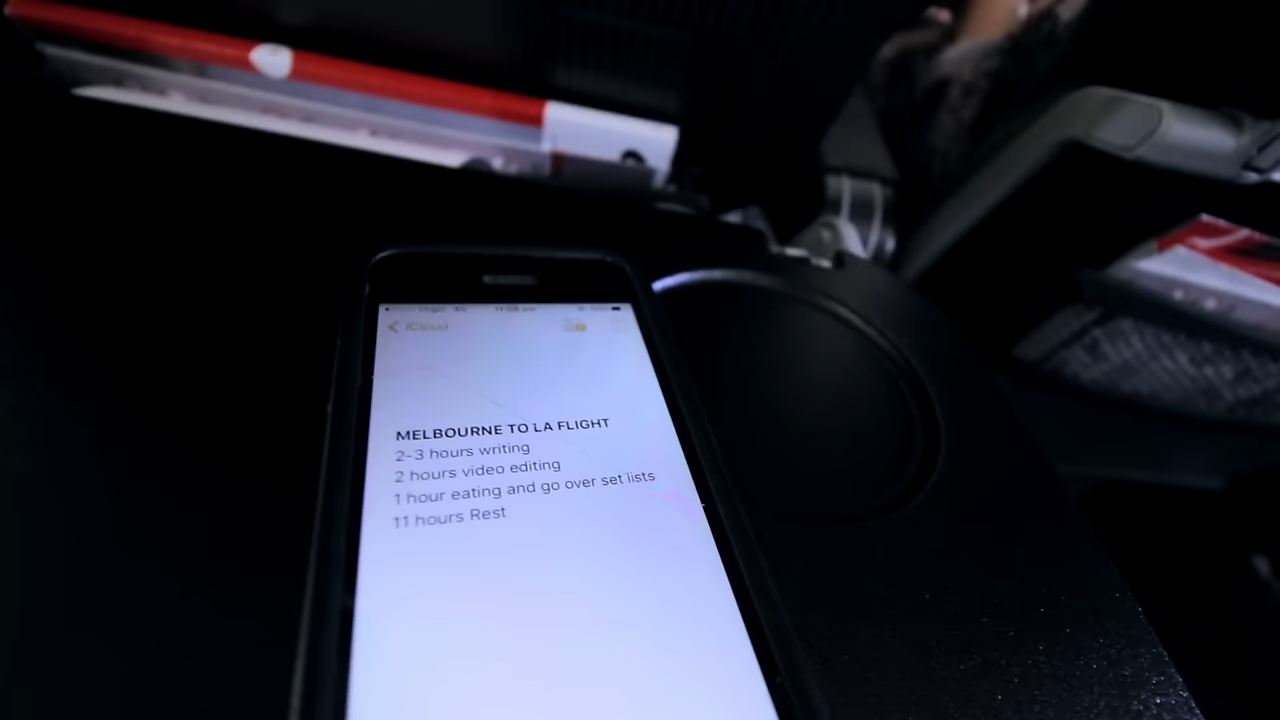 iCloud
MELBOURNE TO LA FLIGHT
2-3 hours writing
2 hours video editing
1 hour eating and go over set lists
11 hours Rest